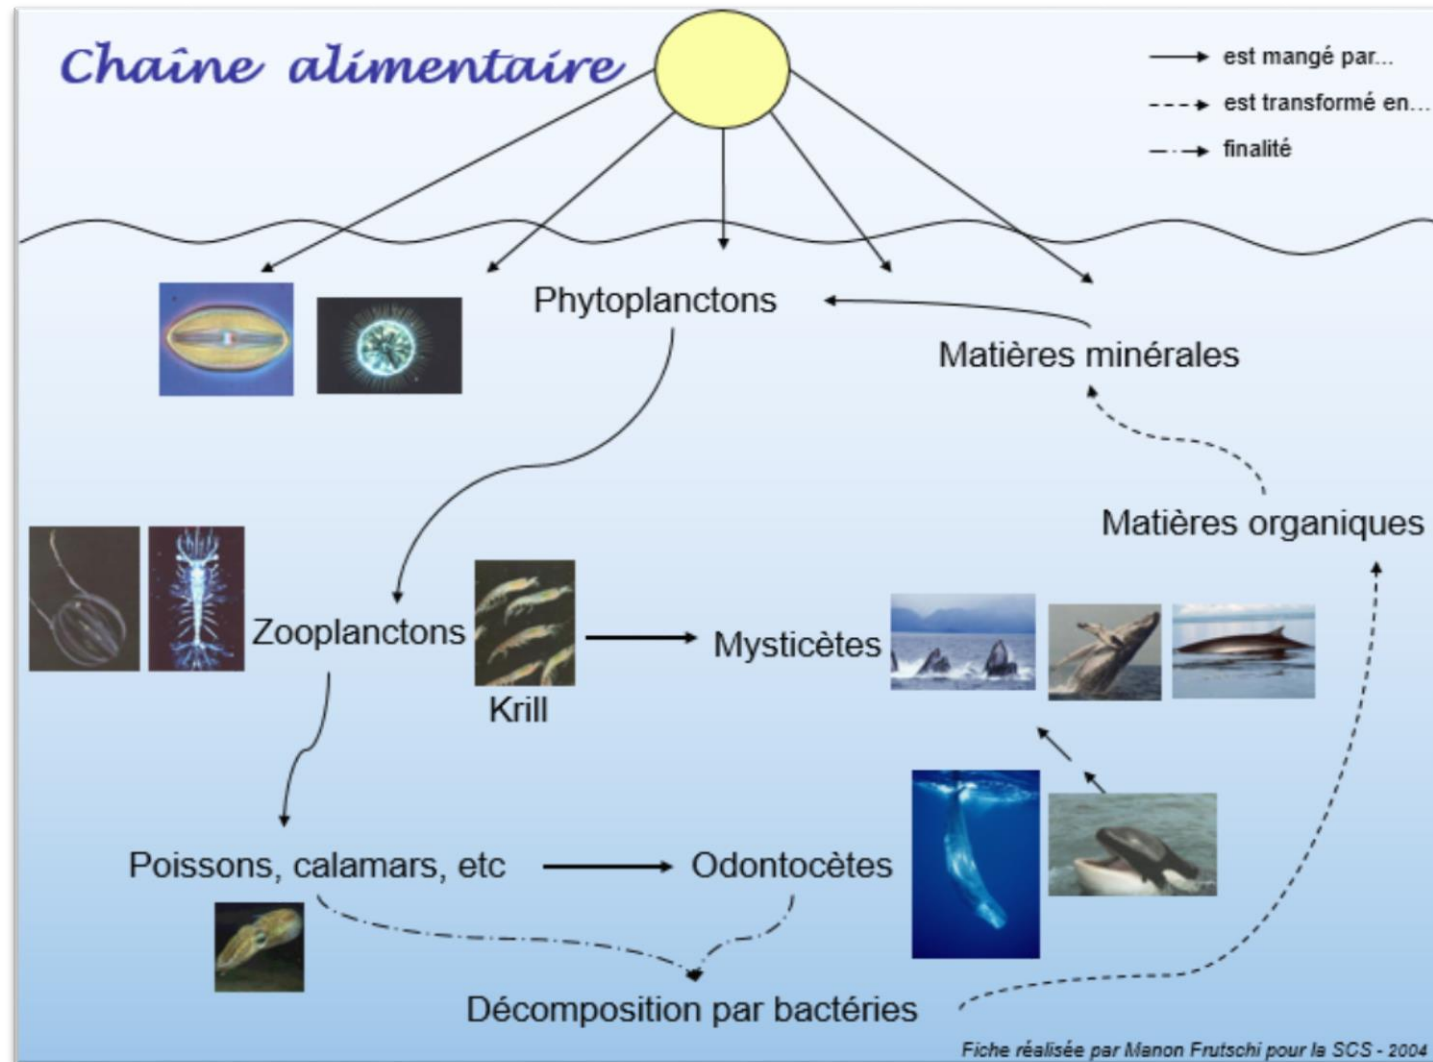 Chaîne alimentaire
est mangé par...
est transformé en...
finalité
Phytoplanctons
Matières minérales
Matières organiques
Zooplanctons
Krill
Mysticètes
Poissons, calamars, etc
Odontocètes
Décomposition par bactéries
Fiche réalisée par Manon Frutschi pour la SCS - 2004